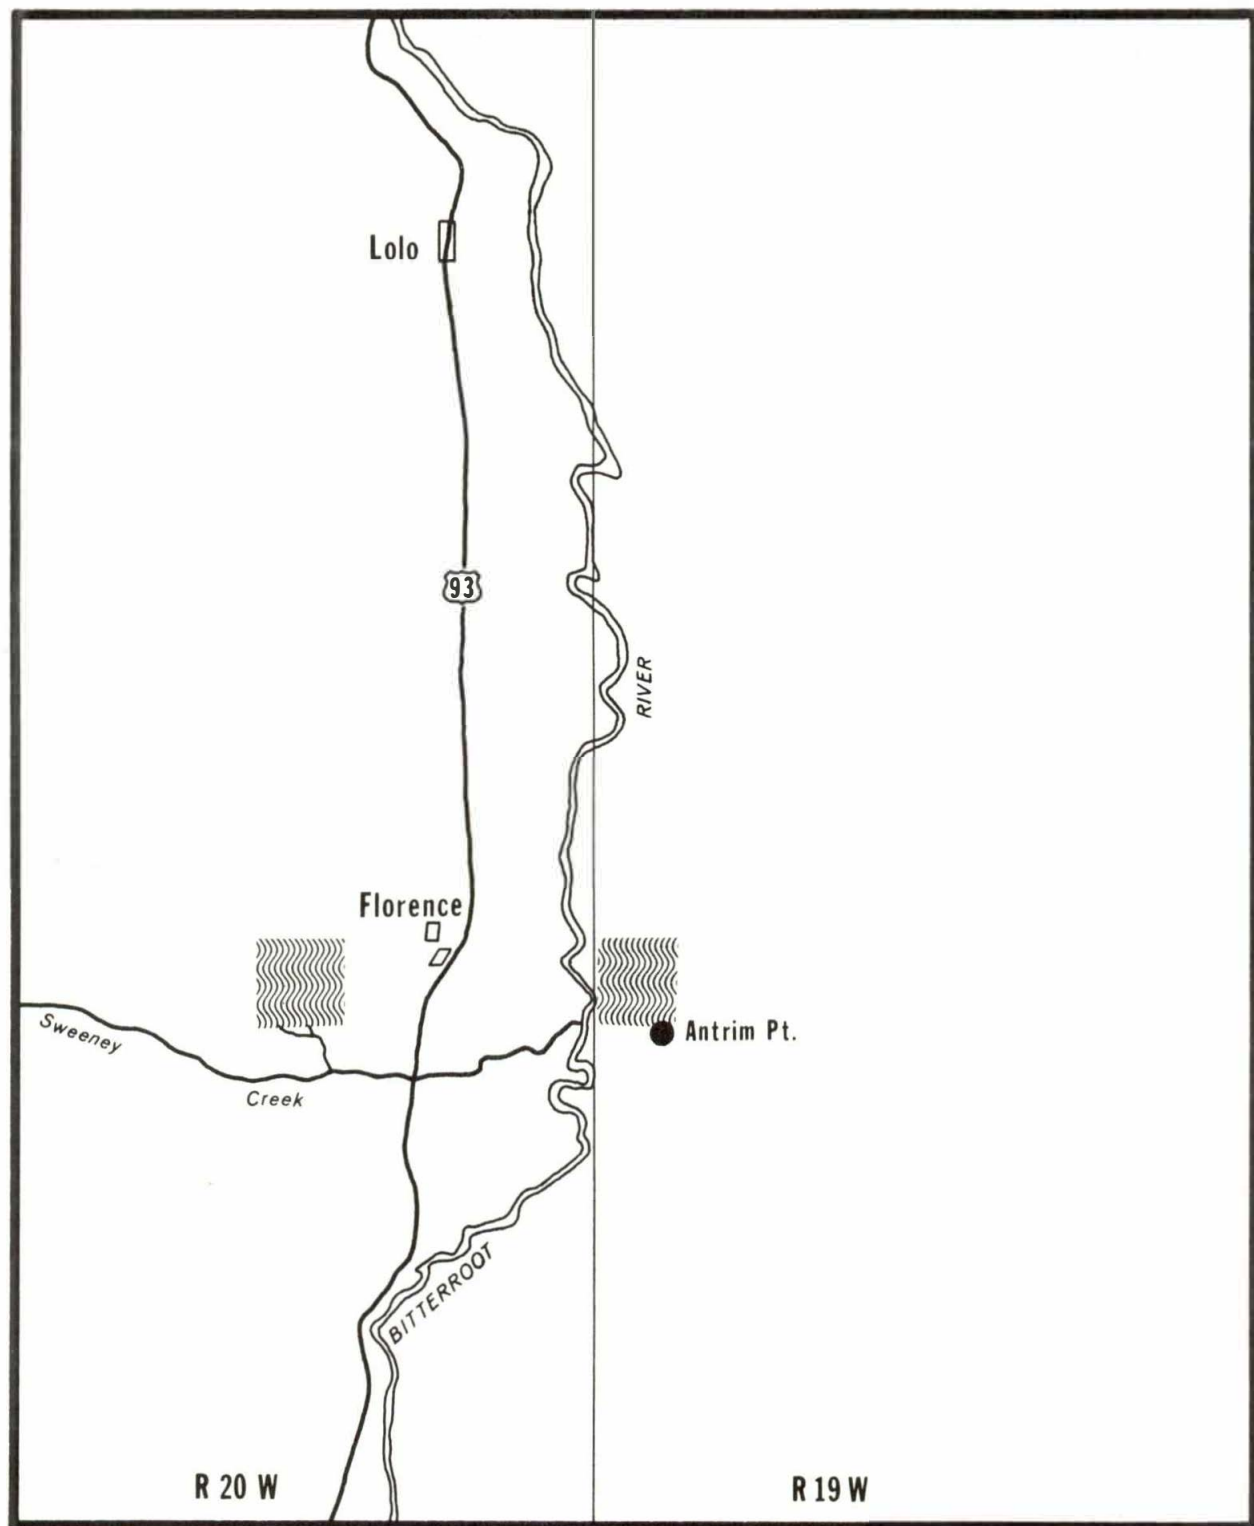 Lolo
93
RIVER
Florence
Sweeney
Creek
Antrim Pt.
BITTERROOT
R 20 W
R 19 W